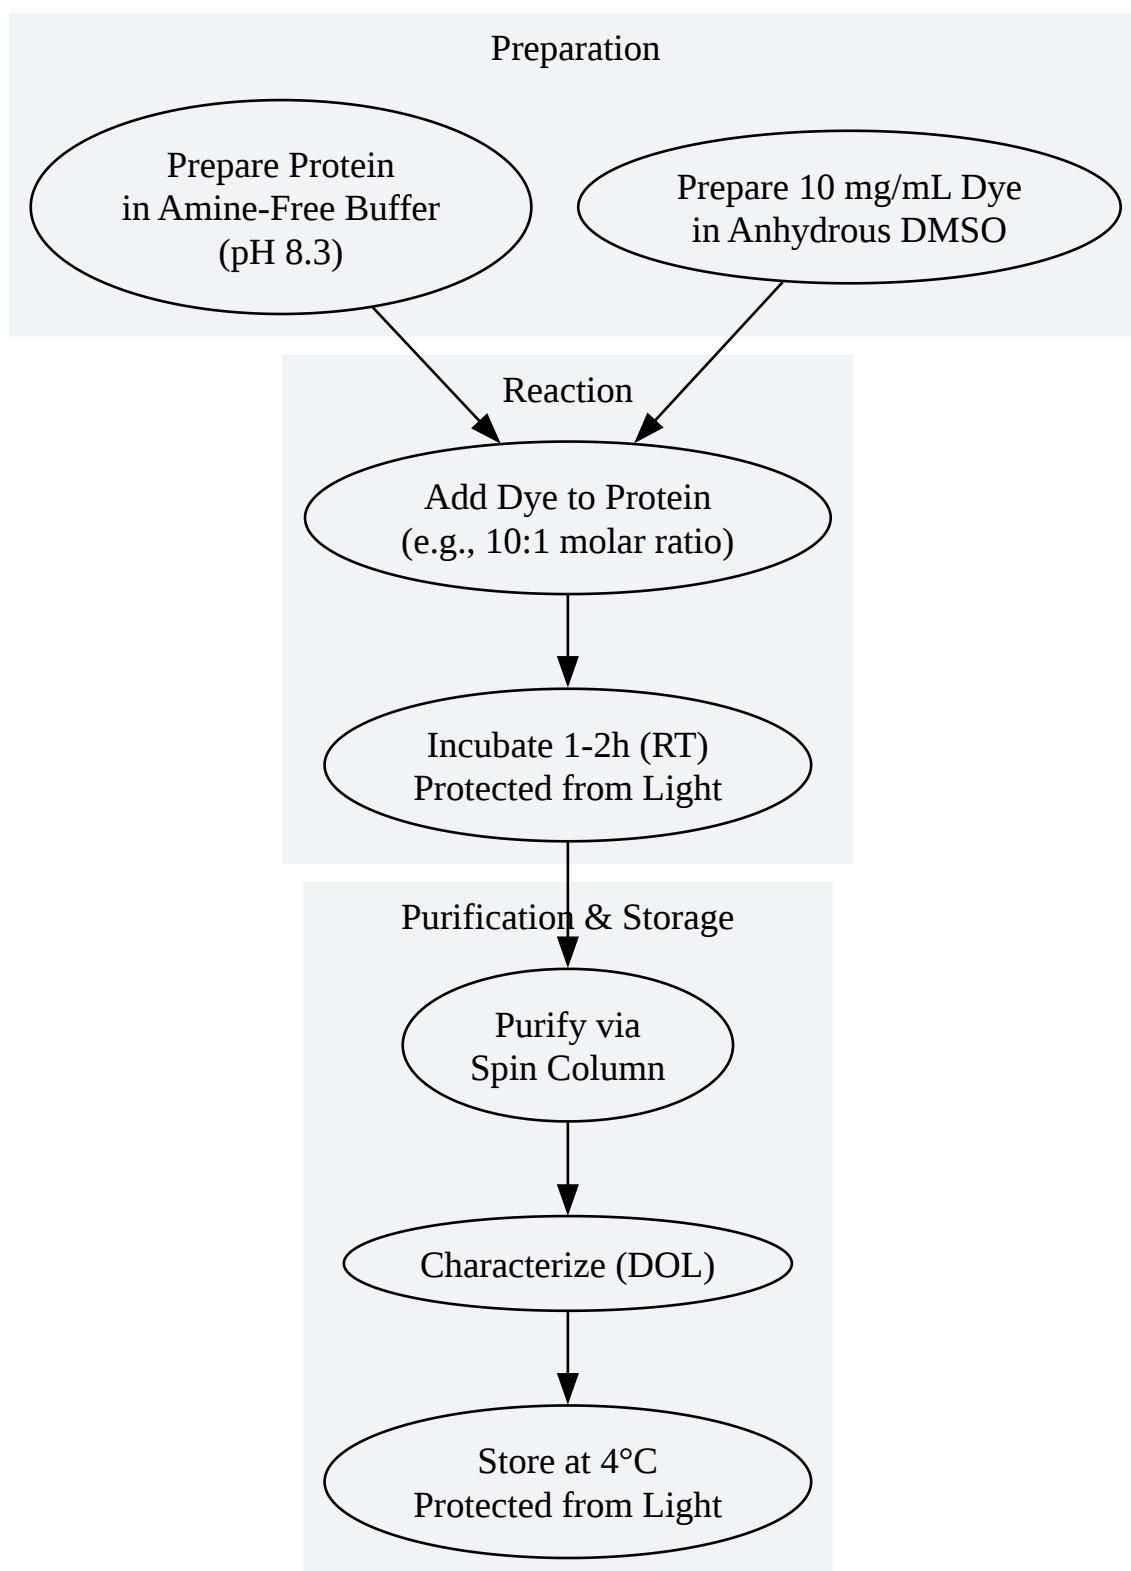 Preparation
Prepare Protein
in Amine-Free Buffer
(pH 8.3)
Prepare 10 mg/mL Dye
in Anhydrous DMSO
Reaction
Add Dye to Protein
(e.g., 10:1 molar ratio)
Incubate 1-2h (RT)
Protected from Light
Purification & Storage
Purify via
Spin Column
Characterize (DOL)
Store at 4°C
Protected from Light